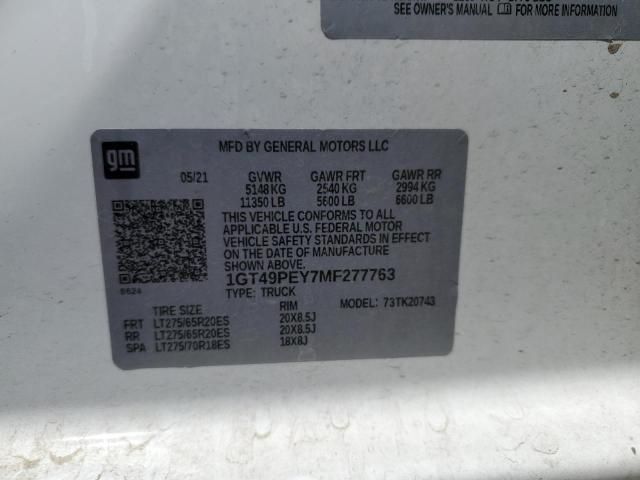 SEE OWNER'S MANUAL FOR MORE INFORMATION
gm
MFD BY GENERAL MOTORS LLC
05/21 GVWR GAWR FRT GAWR RR
5148 KG 2540 KG 2994 KG
11350 LB 5600 LB 6600 LB
THIS VEHICLE CONFORMS TO ALL
APPLICABLE U.S. FEDERAL MOTOR
VEHICLE SAFETY STANDARDS IN EFFECT
ON THE DATE OF MANUFACTURE
SHOWN ABOVE.
1GT49PEY7MF277763
8624
TYPE: TRUCK
MODEL: 73TK20743
TIRE SIZE RIM
FRT LT275/65R20ES 20X8.5J
RR LT275/65R20ES 20X8.5J
SPA LT275/70R18ES 18X8J